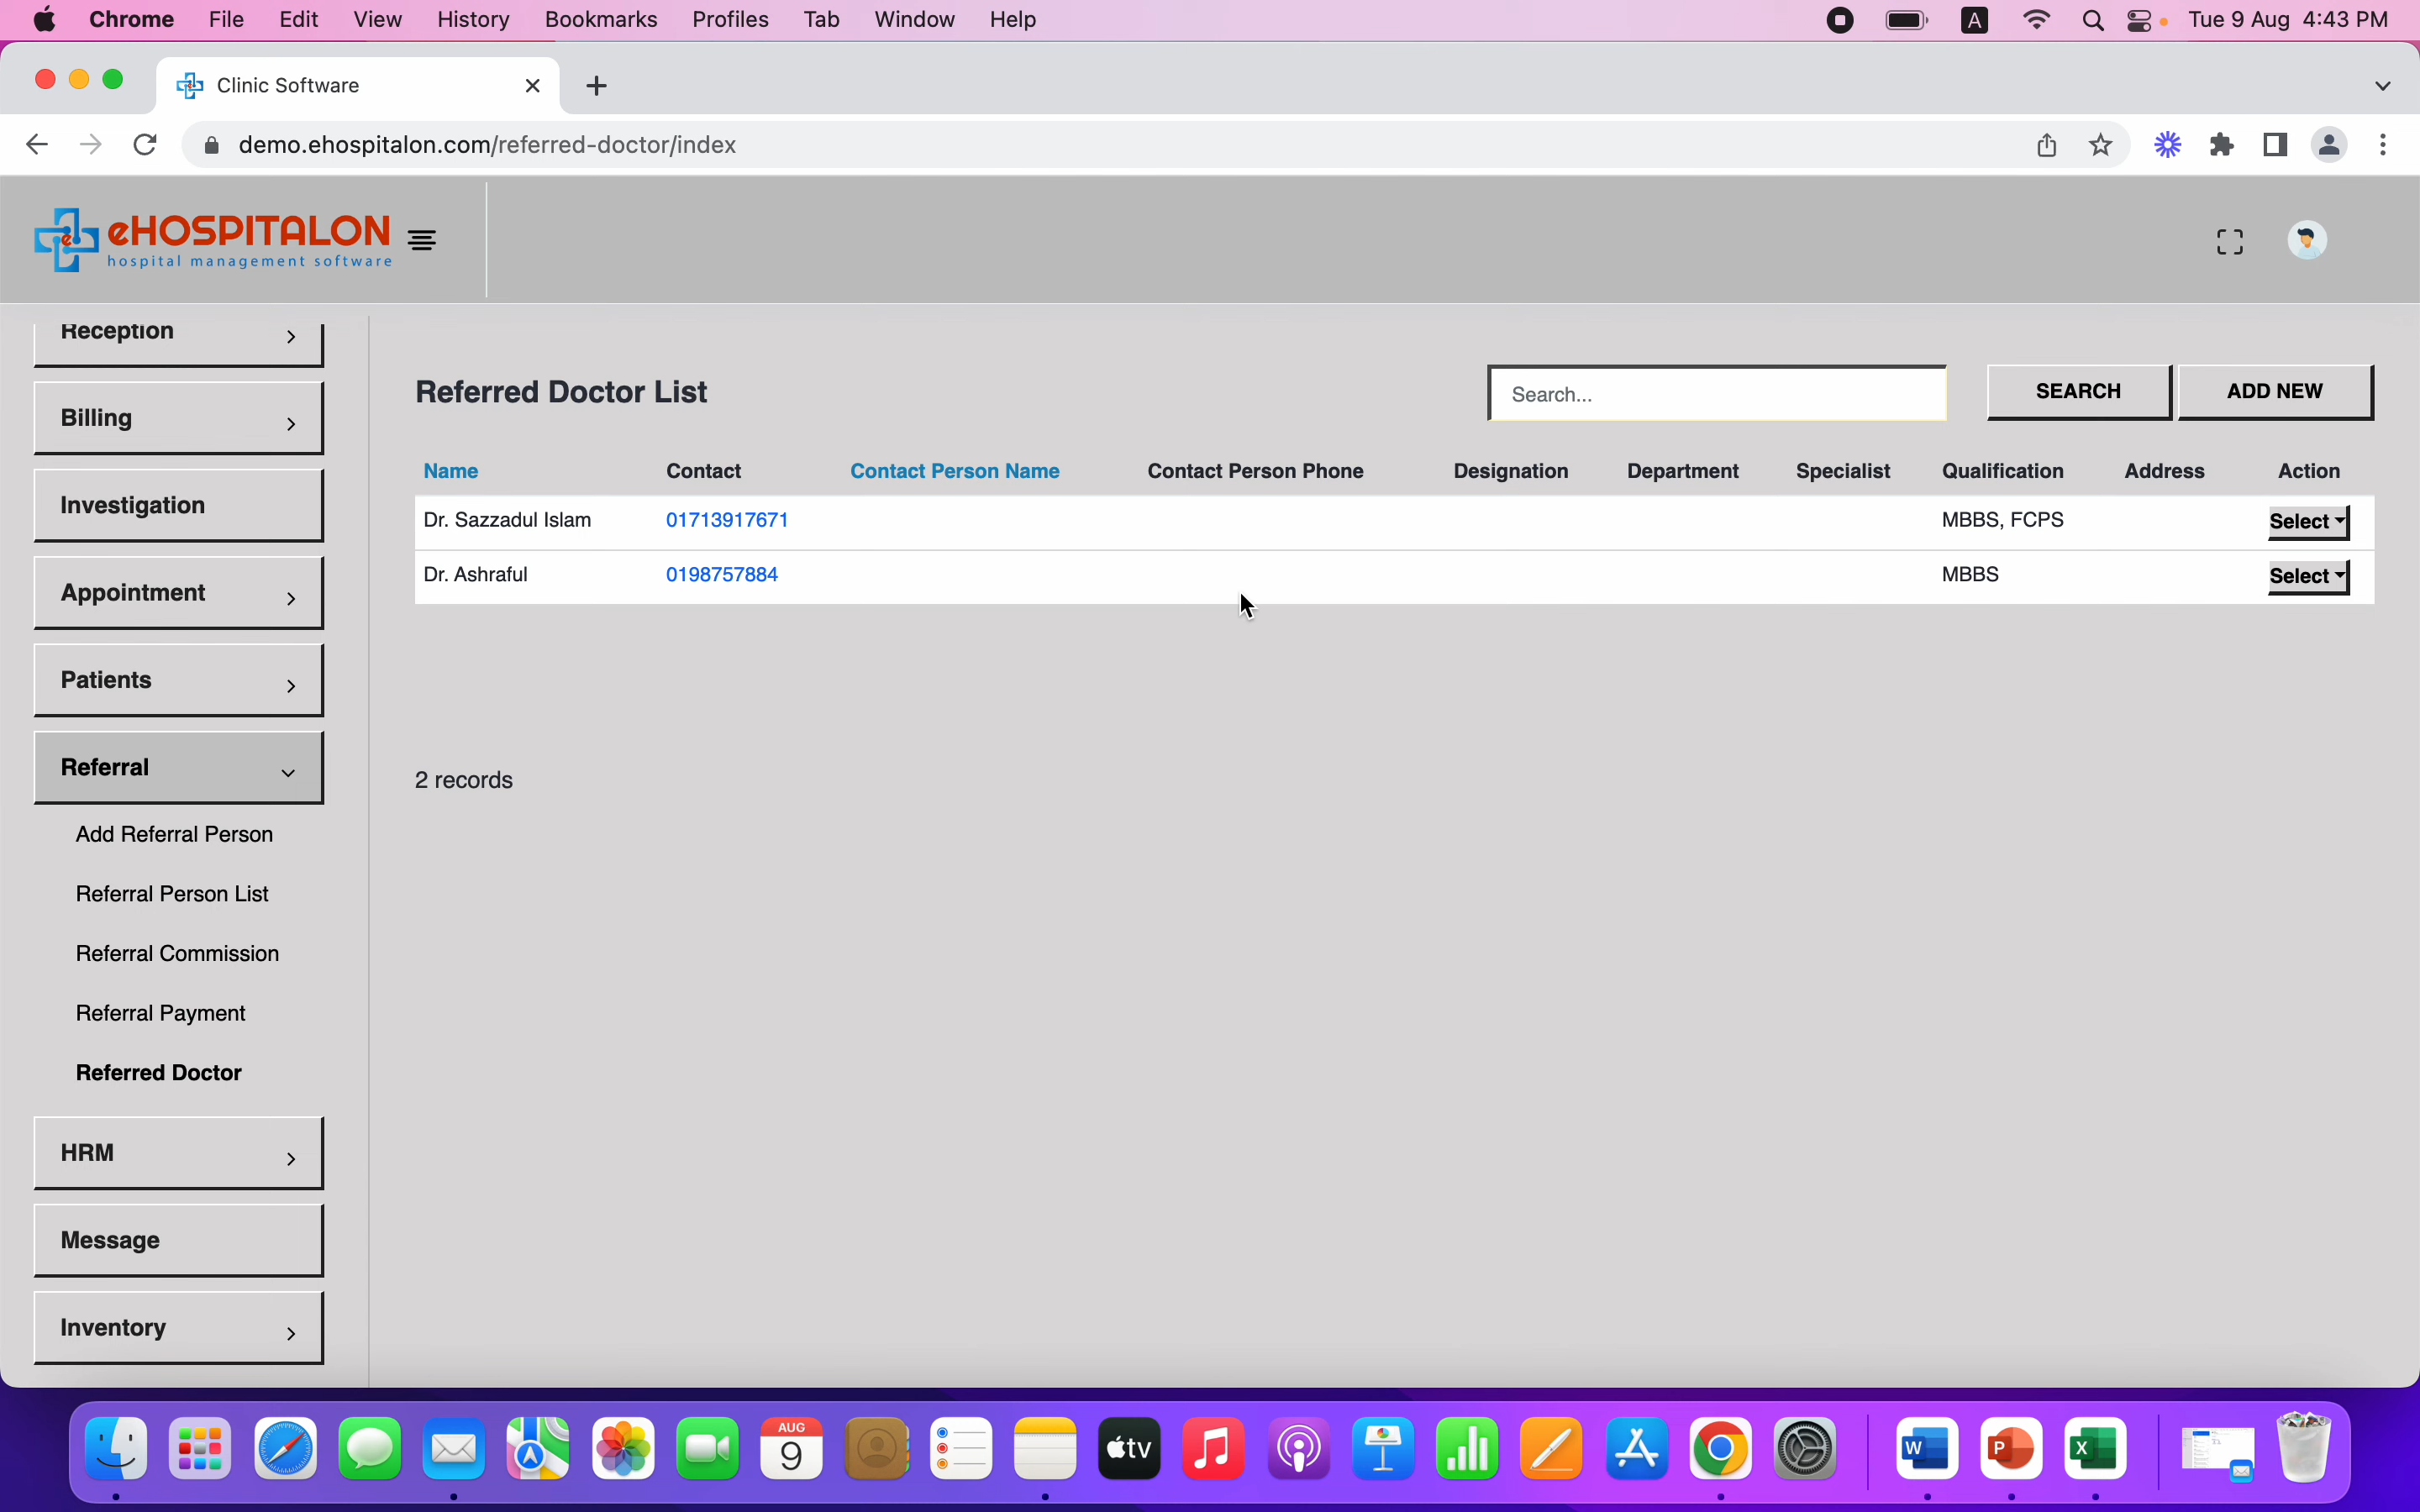 Chrome File Edit View History Bookmarks Profiles Tab Window Help A Tue 9 Aug 4:43 PM
Clinic Software
demo.ehospitalon.com/referred-doctor/index
eHOSPITALON
hospital management software
Reception
Billing
Investigation
Appointment
Patients
Referral
Add Referral Person
Referral Person List
Referral Commission
Referral Payment
Referred Doctor
HRM
Message
Inventory
Referred Doctor List Search... SEARCH ADD NEW
Name Contact Contact Person Name Contact Person Phone Designation Department Specialist Qualification Address Action
Dr. Sazzadul Islam 01713917671 MBBS, FCPS Select
Dr. Ashraful 0198757884 MBBS Select
2 records
AUG
9
tv
W
P
X